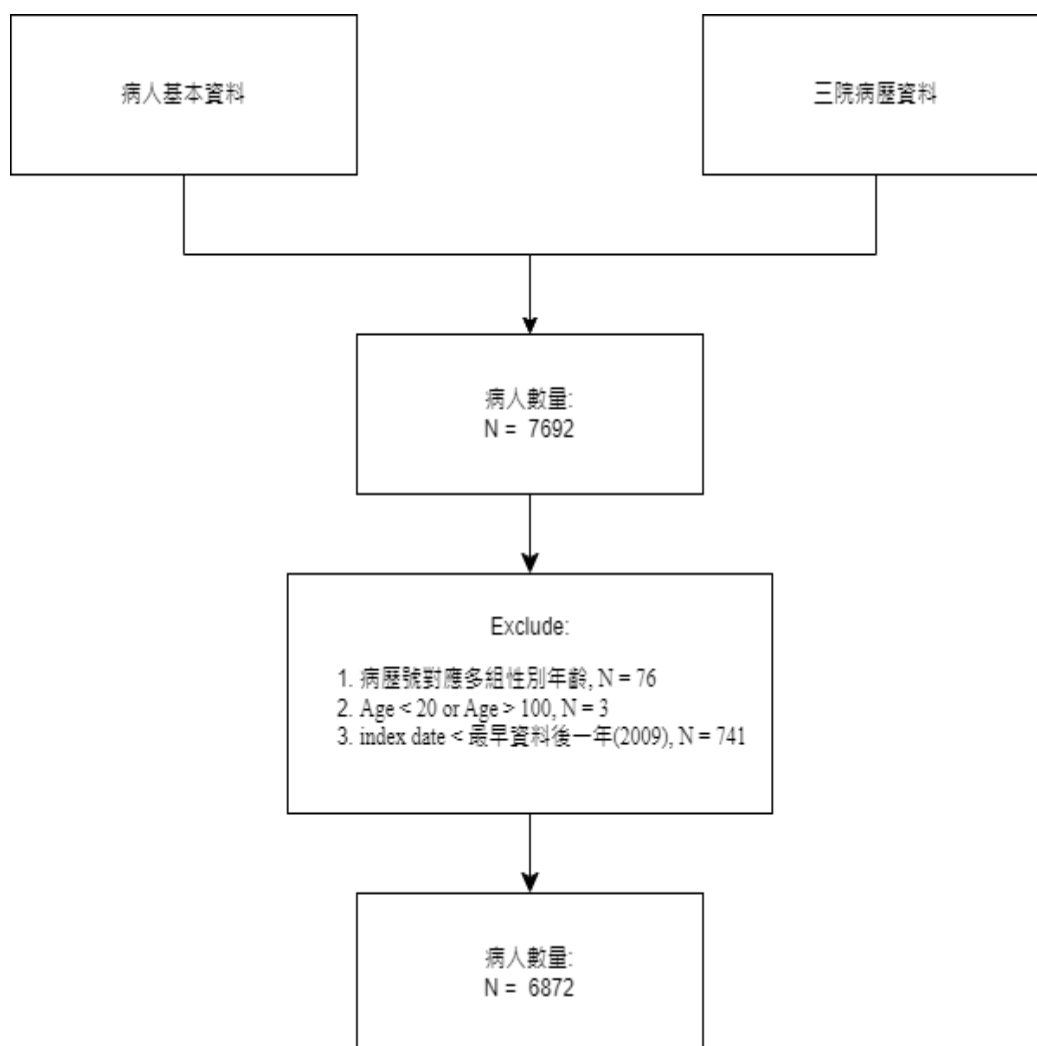 病人基本資料
三院病歷資料
病人數量:
N = 7692
Exclude:
1. 病歷號對應多組性別年齡, N = 76
2. Age < 20 or Age > 100, N = 3
3. index date < 最早資料後一年(2009), N = 741
病人數量:
N = 6872